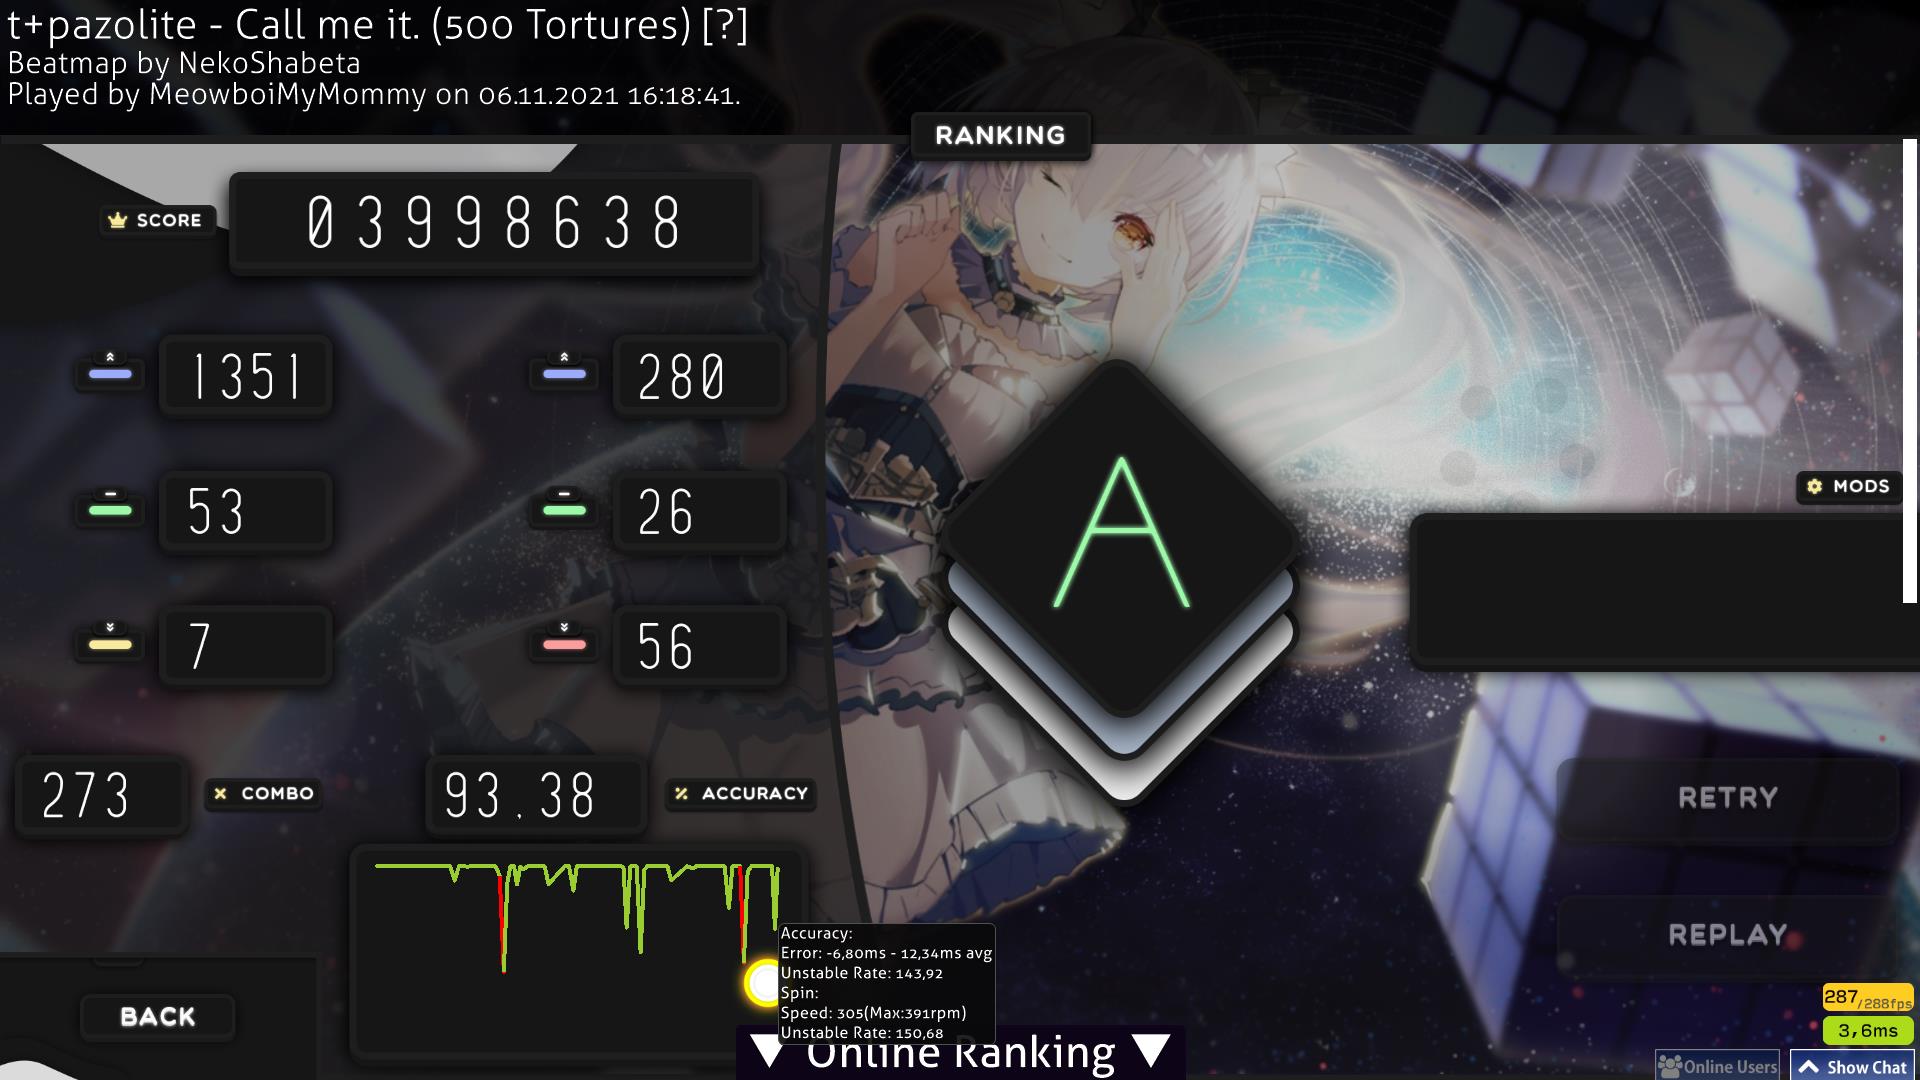 t+pazolite - Call me it. (500 Tortures) [?]
Beatmap by NekoShabeta
Played by MeowboiMyMommy on 06.11.2021 16:18:41.
RANKING
SCORE
03998638
1351
280
53
26
7
56
MODS
273
COMBO
93.38
ACCURACY
RETRY
REPLAY
Accuracy:
Error: -6,80ms - 12,34ms avg
Unstable Rate: 143,92
Spin:
Speed: 305(Max:391rpm)
Unstable Rate: 150,68
BACK
Online Ranking
287/288fps
3,6ms
Online Users
Show Chat